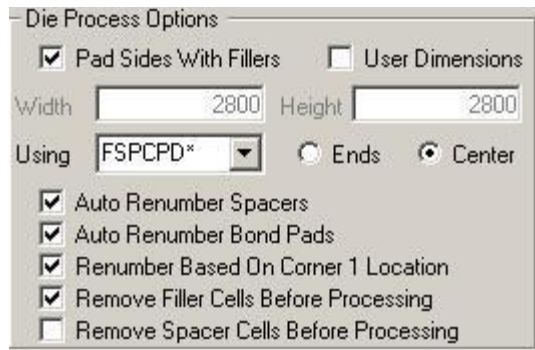 Die Process Options
Pad Sides With Fillers User Dimensions
Width 2800 Height 2800
Using FSPCPD* Ends Center
Auto Renumber Spacers
Auto Renumber Bond Pads
Renumber Based On Corner 1 Location
Remove Filler Cells Before Processing
Remove Spacer Cells Before Processing